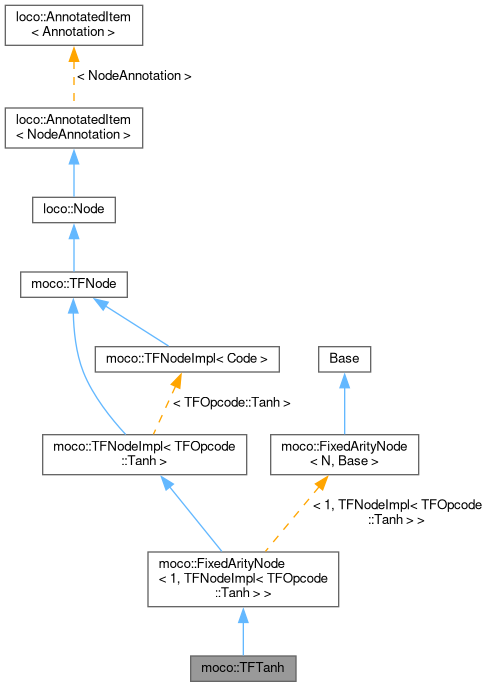 loco::AnnotatedItem
< Annotation >
< NodeAnnotation >
loco::AnnotatedItem
< NodeAnnotation >
loco::Node
moco::TFNode
moco::TFNodeImpl< Code >
Base
< TFOpcode::Tanh >
moco::TFNodeImpl< TFOpcode
::Tanh >
moco::FixedArityNode
< N, Base >
< 1, TFNodeImpl< TFOpcode
::Tanh > >
moco::FixedArityNode
< 1, TFNodeImpl< TFOpcode
::Tanh > >
moco::TFTanh